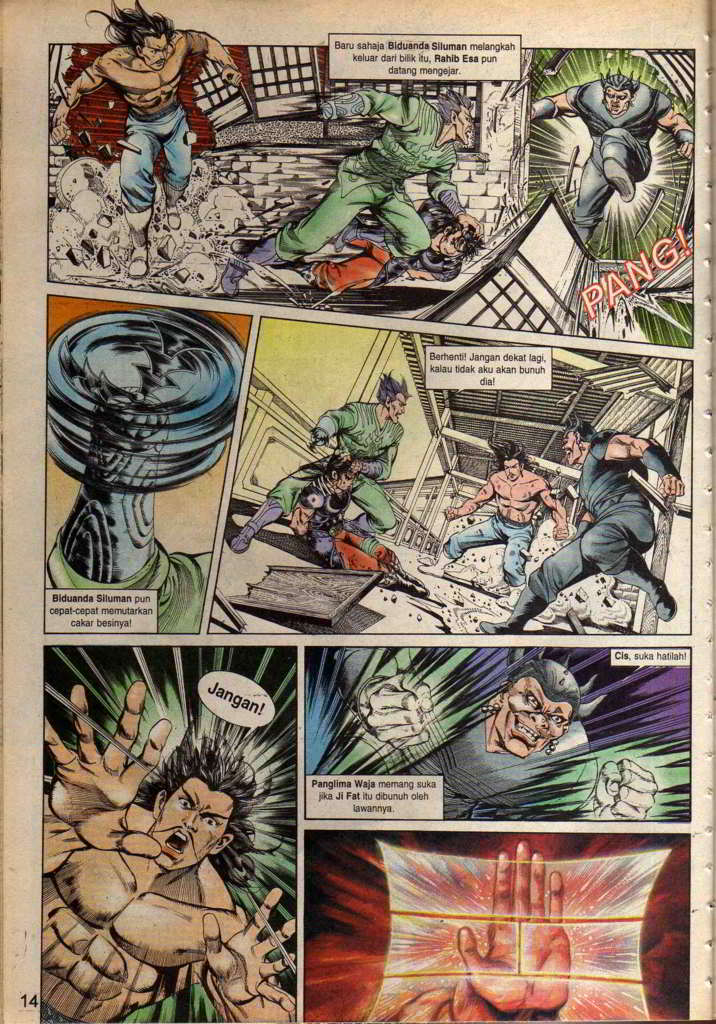 Baru sahaja Biduanda Siluman melangkah
keluar dari bilik itu, Rahib Esa pun
datang mengejar.
PANG!
Berhenti! Jangan dekat lagi,
kalau tidak aku akan bunuh
dia!
Biduanda Siluman pun
cepat-cepat memutarkan
cakar besinya!
Jangan!
Cis, suka hatilah!
Panglima Waja memang suka
jika Ji Fat itu dibunuh oleh
lawannya.
14